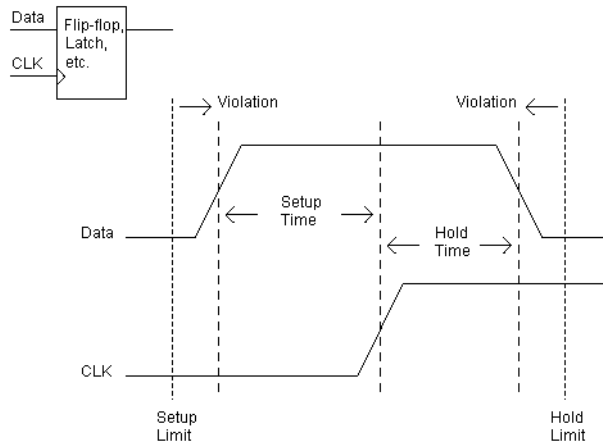 Data
Flip-flop,
Latch,
etc.
CLK
Violation
Violation
Setup
Time
Data
Hold
Time
CLK
Setup
Limit
Hold
Limit